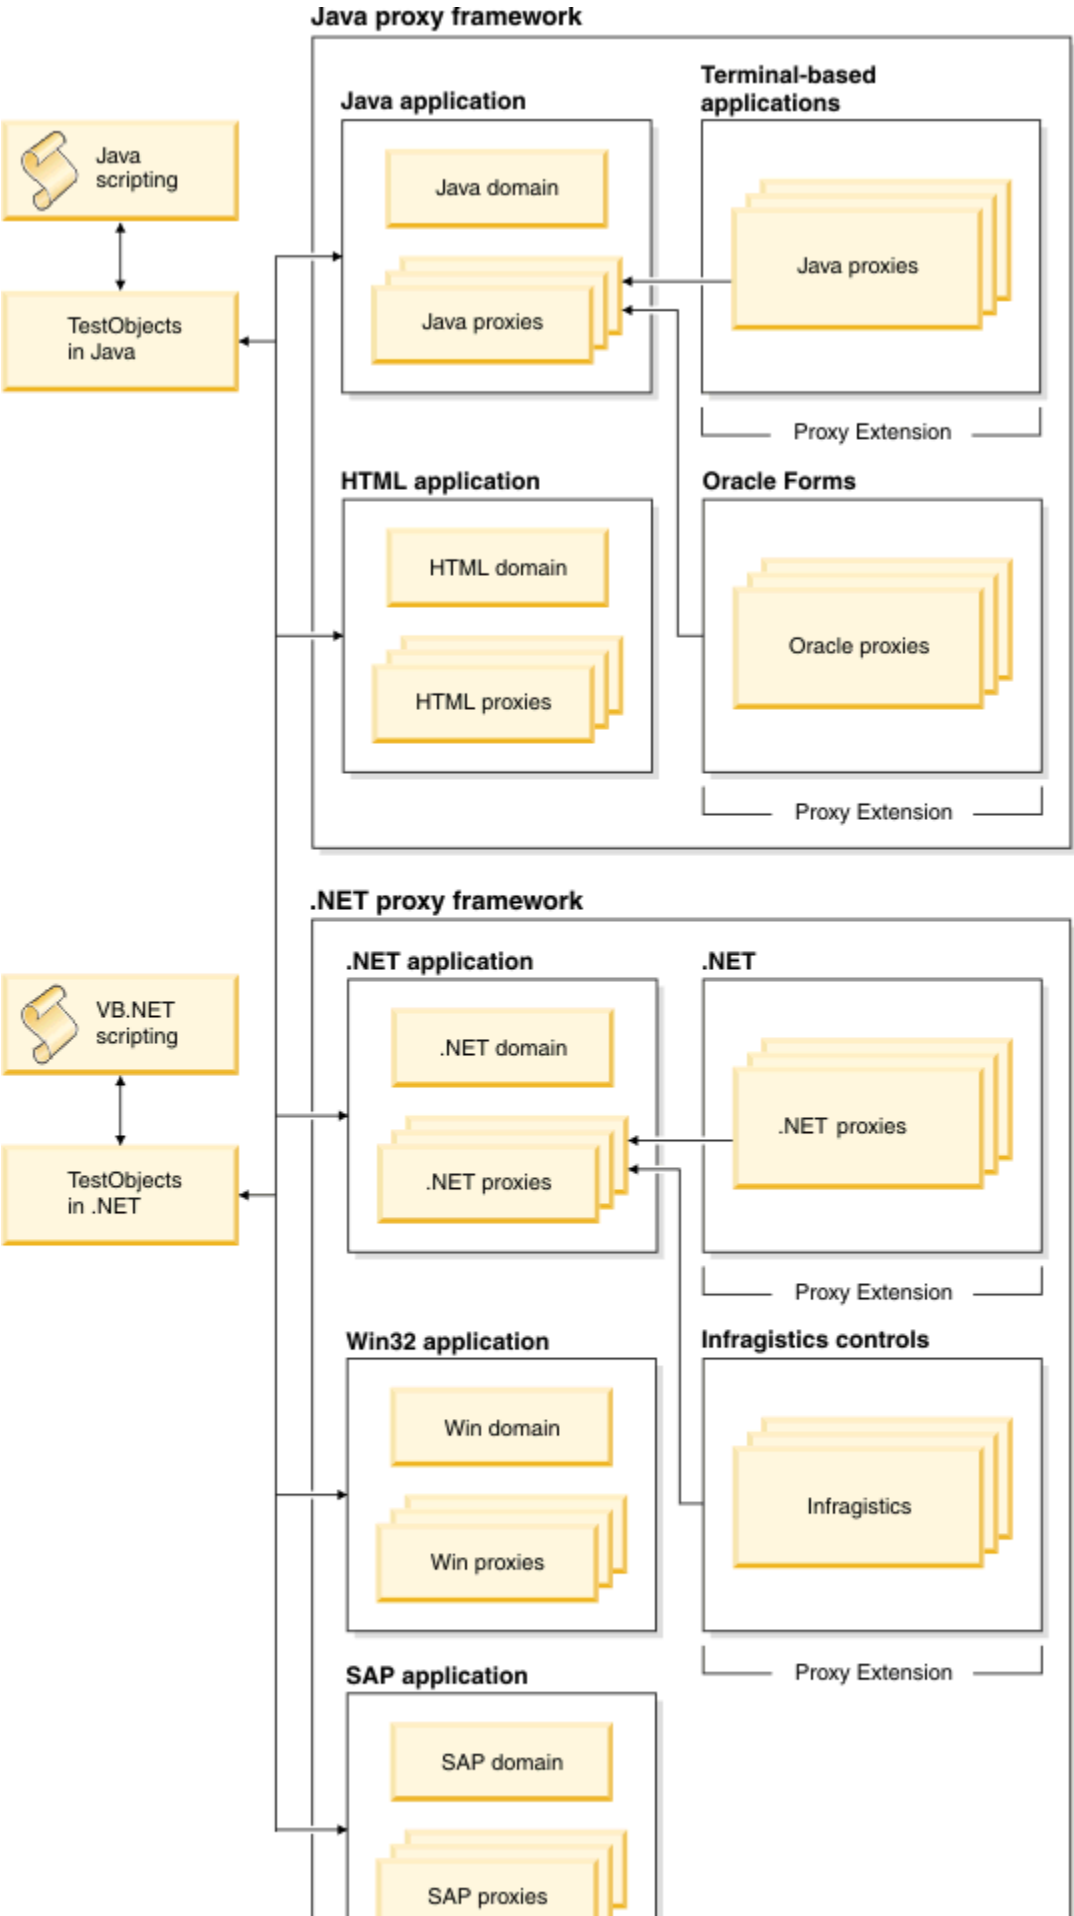 Java proxy framework
Java application
Terminal-based
applications
Java
scripting
Java domain
Java proxies
TestObjects
in Java
Java proxies
Proxy Extension
HTML application
Oracle Forms
HTML domain
Oracle proxies
HTML proxies
Proxy Extension
.NET proxy framework
.NET application
.NET
VB.NET
scripting
.NET domain
.NET proxies
TestObjects
in .NET
.NET proxies
Proxy Extension
Win32 application
Infragistics controls
Win domain
Infragistics
Win proxies
Proxy Extension
SAP application
SAP domain
SAP proxies